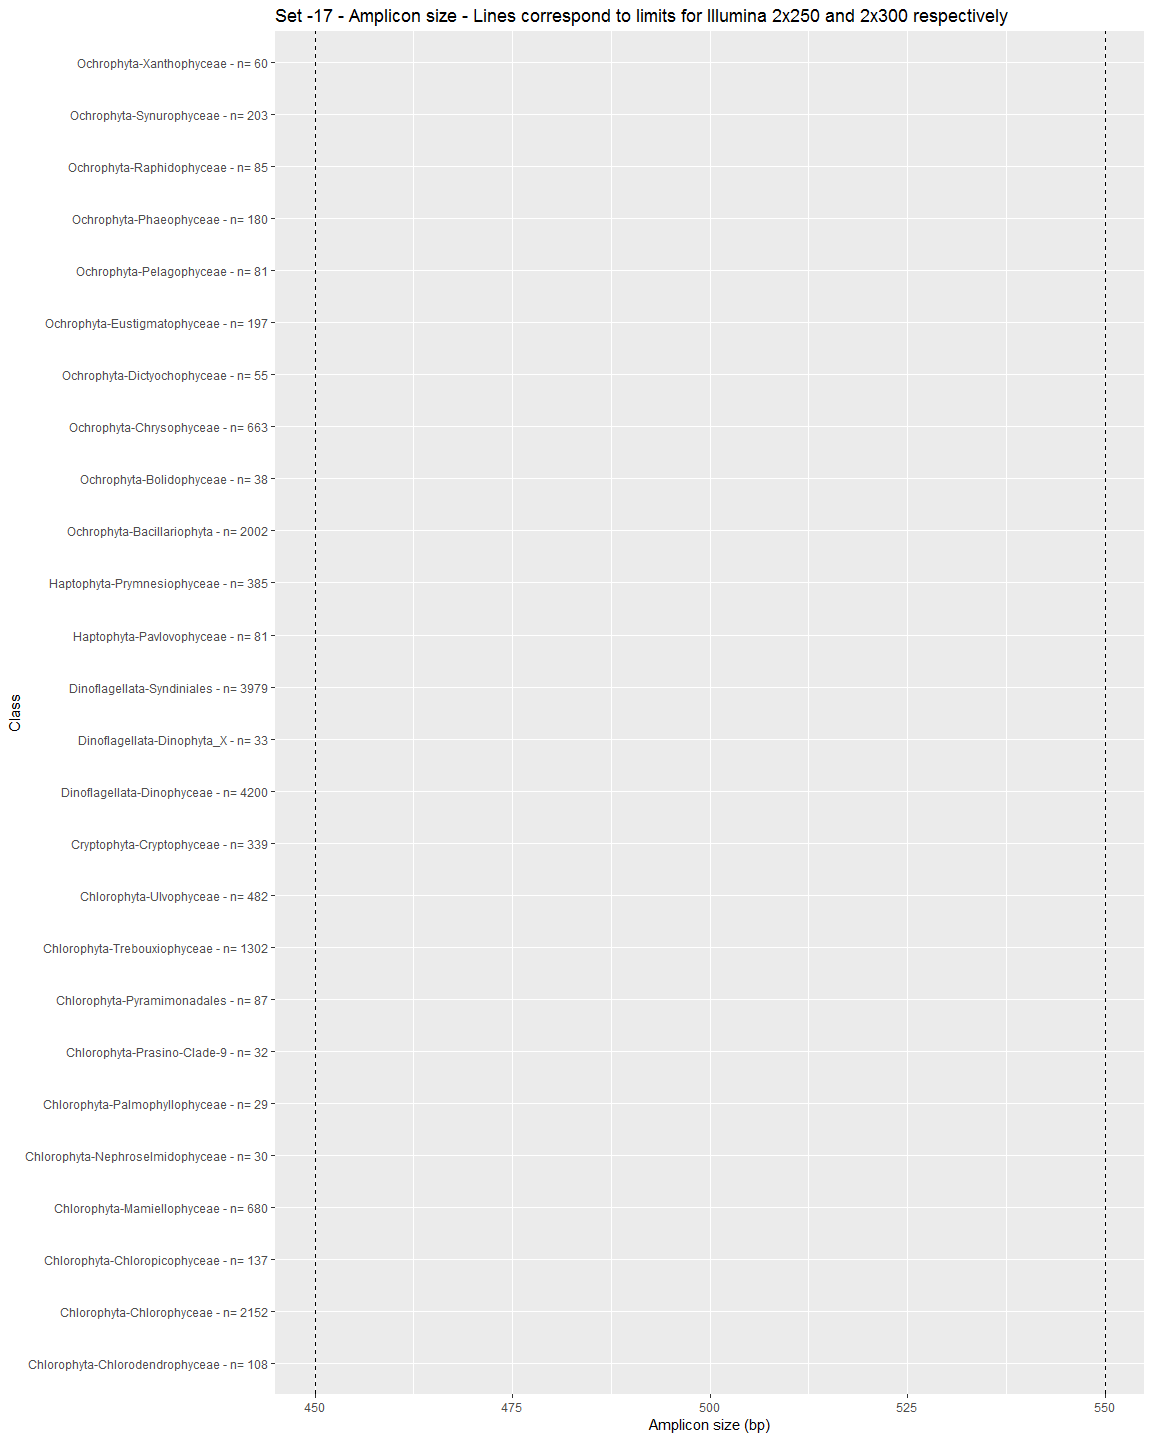 Set -17 - Amplicon size - Lines correspond to limits for Illumina 2x250 and 2x300 respectively
Ochrophyta-Xanthophyceae - n= 60
Ochrophyta-Synurophyceae - n= 203
Ochrophyta-Raphidophyceae - n= 85
Ochrophyta-Phaeophyceae - n= 180
Ochrophyta-Pelagophyceae - n= 81
Ochrophyta-Eustigmatophyceae - n= 197
Ochrophyta-Dictyochophyceae - n= 55
Ochrophyta-Chrysophyceae - n= 663
Ochrophyta-Bolidophyceae - n= 38
Ochrophyta-Bacillariophyta - n= 2002
Haptophyta-Prymnesiophyceae - n= 385
Haptophyta-Pavlovophyceae - n= 81
Dinoflagellata-Syndiniales - n= 3979
Dinoflagellata-Dinophyta_X - n= 33
Dinoflagellata-Dinophyceae - n= 4200
Cryptophyta-Cryptophyceae - n= 339
Chlorophyta-Ulvophyceae - n= 482
Chlorophyta-Trebouxiophyceae - n= 1302
Chlorophyta-Pyramimonadales - n= 87
Chlorophyta-Prasino-Clade-9 - n= 32
Chlorophyta-Palmophyllophyceae - n= 29
Chlorophyta-Nephroselmidophyceae - n= 30
Chlorophyta-Mamiellophyceae - n= 680
Chlorophyta-Chloropicophyceae - n= 137
Chlorophyta-Chlorophyceae - n= 2152
Chlorophyta-Chlorodendrophyceae - n= 108
Class
450 475 500 525 550
Amplicon size (bp)